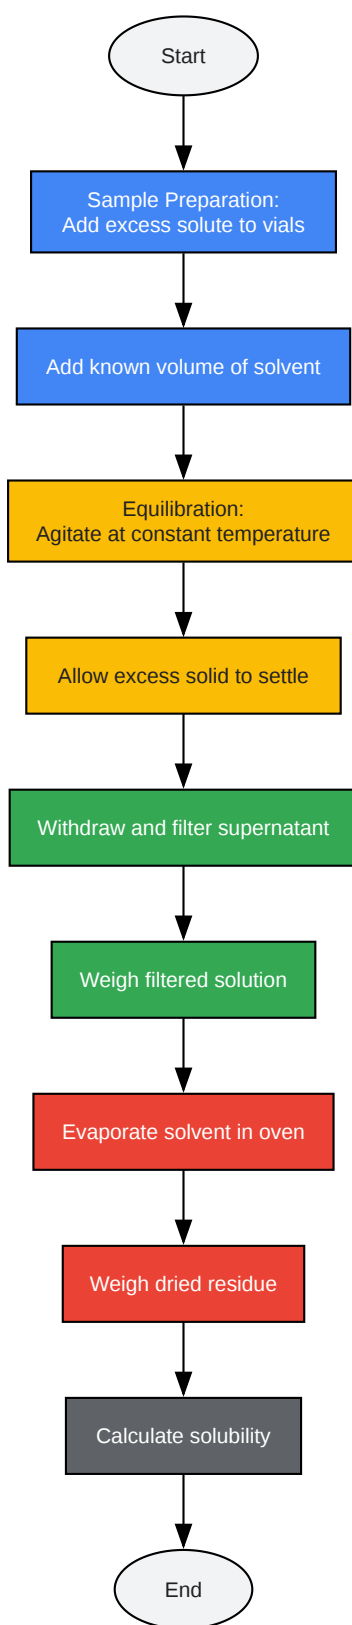 Start
Sample Preparation:
Add excess solute to vials
Add known volume of solvent
Equilibration:
Agitate at constant temperature
Allow excess solid to settle
Withdraw and filter supernatant
Weigh filtered solution
Evaporate solvent in oven
Weigh dried residue
Calculate solubility
End